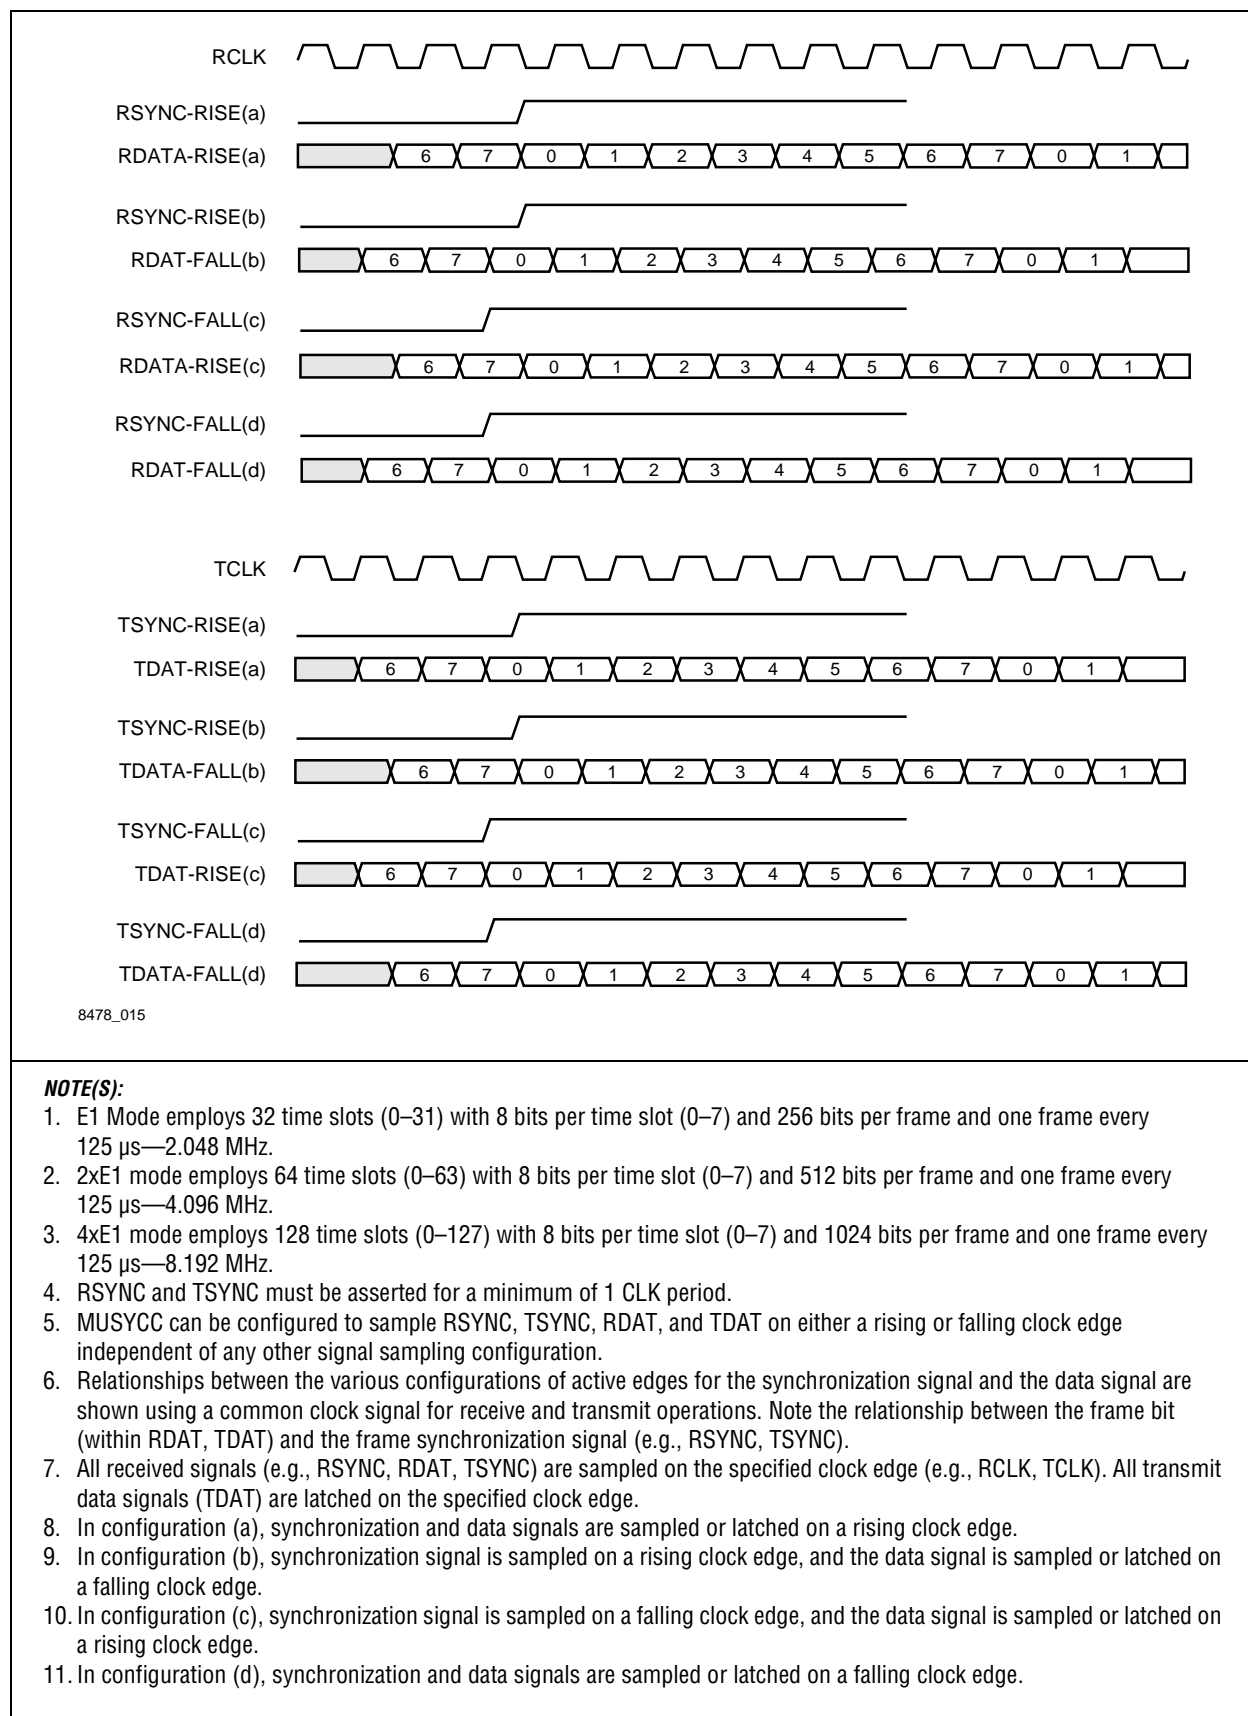 RCLK
RSYNC-RISE(a)
RDATA-RISE(a) 6 7 0 1 2 3 4 5 6 7 0 1
RSYNC-RISE(b)
RDAT-FALL(b) 6 7 0 1 2 3 4 5 6 7 0 1
RSYNC-FALL(c)
RDATA-RISE(c) 6 7 0 1 2 3 4 5 6 7 0 1
RSYNC-FALL(d)
RDAT-FALL(d) 6 7 0 1 2 3 4 5 6 7 0 1
TCLK
TSYNC-RISE(a)
TDAT-RISE(a) 6 7 0 1 2 3 4 5 6 7 0 1
TSYNC-RISE(b)
TDATA-FALL(b) 6 7 0 1 2 3 4 5 6 7 0 1
TSYNC-FALL(c)
TDAT-RISE(c) 6 7 0 1 2 3 4 5 6 7 0 1
TSYNC-FALL(d)
TDATA-FALL(d) 6 7 0 1 2 3 4 5 6 7 0 1
8478_015
NOTE(S):
1. E1 Mode employs 32 time slots (0–31) with 8 bits per time slot (0–7) and 256 bits per frame and one frame every
125 µs—2.048 MHz.
2. 2xE1 mode employs 64 time slots (0–63) with 8 bits per time slot (0–7) and 512 bits per frame and one frame every
125 µs—4.096 MHz.
3. 4xE1 mode employs 128 time slots (0–127) with 8 bits per time slot (0–7) and 1024 bits per frame and one frame every
125 µs—8.192 MHz.
4. RSYNC and TSYNC must be asserted for a minimum of 1 CLK period.
5. MUSYCC can be configured to sample RSYNC, TSYNC, RDAT, and TDAT on either a rising or falling clock edge
independent of any other signal sampling configuration.
6. Relationships between the various configurations of active edges for the synchronization signal and the data signal are
shown using a common clock signal for receive and transmit operations. Note the relationship between the frame bit
(within RDAT, TDAT) and the frame synchronization signal (e.g., RSYNC, TSYNC).
7. All received signals (e.g., RSYNC, RDAT, TSYNC) are sampled on the specified clock edge (e.g., RCLK, TCLK). All transmit
data signals (TDAT) are latched on the specified clock edge.
8. In configuration (a), synchronization and data signals are sampled or latched on a rising clock edge.
9. In configuration (b), synchronization signal is sampled on a rising clock edge, and the data signal is sampled or latched on
a falling clock edge.
10. In configuration (c), synchronization signal is sampled on a falling clock edge, and the data signal is sampled or latched on
a rising clock edge.
11. In configuration (d), synchronization and data signals are sampled or latched on a falling clock edge.